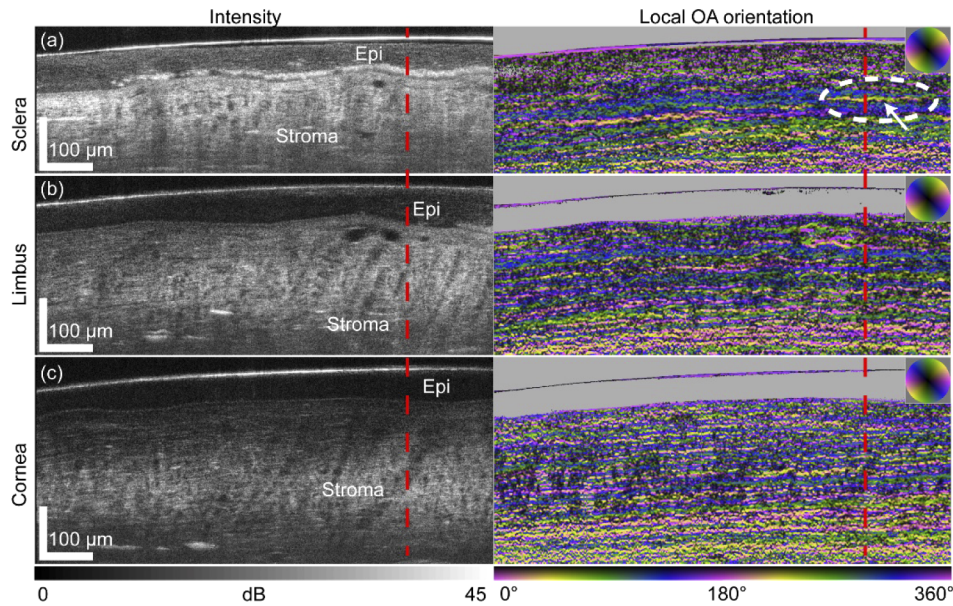 Intensity
Local OA orientation
(a)
Epi
Sclera
Stroma
100 µm
(b)
Epi
Limbus
Stroma
100 µm
(c)
Epi
Cornea
Stroma
100 µm
0 dB 45
0° 180° 360°